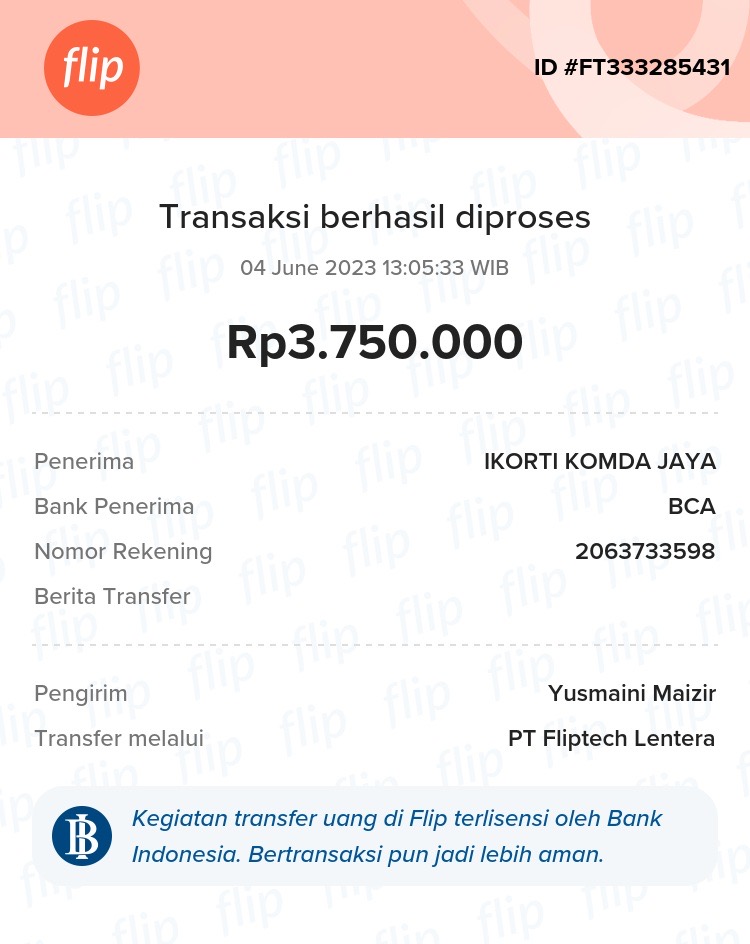 flip
ID #FT333285431
Transaksi berhasil diproses
04 June 2023 13:05:33 WIB
Rp3.750.000
Penerima IKORTI KOMDA JAYA
Bank Penerima BCA
Nomor Rekening 2063733598
Berita Transfer
Pengirim Yusmaini Maizir
Transfer melalui PT Fliptech Lentera
Kegiatan transfer uang di Flip terlisensi oleh Bank
Indonesia. Bertransaksi pun jadi lebih aman.